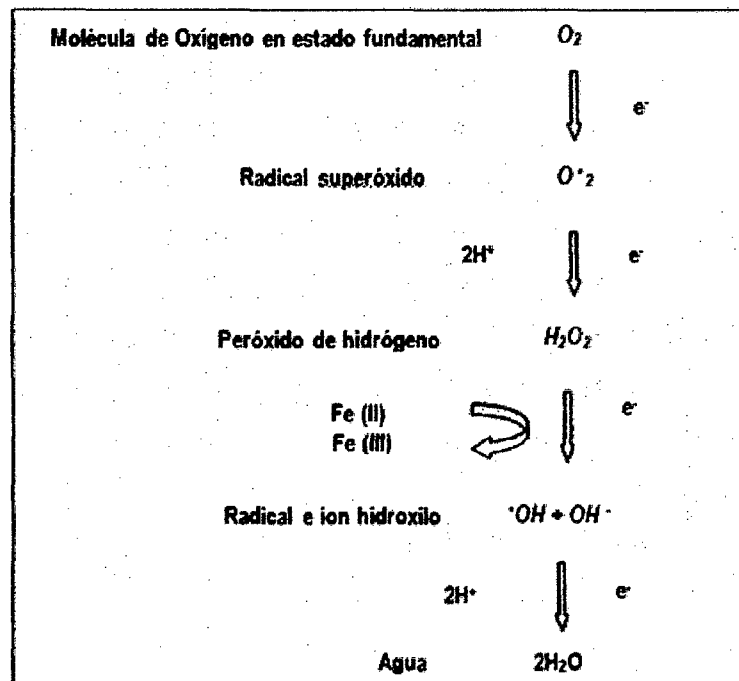 Molécula de Oxígeno en estado fundamental O₂
e⁻
Radical superóxido O•₂
2H⁺ e⁻
Peróxido de hidrógeno H₂O₂
Fe (II) e⁻
Fe (III)
Radical e ion hidroxilo •OH + OH⁻
2H⁺ e⁻
Agua 2H₂O